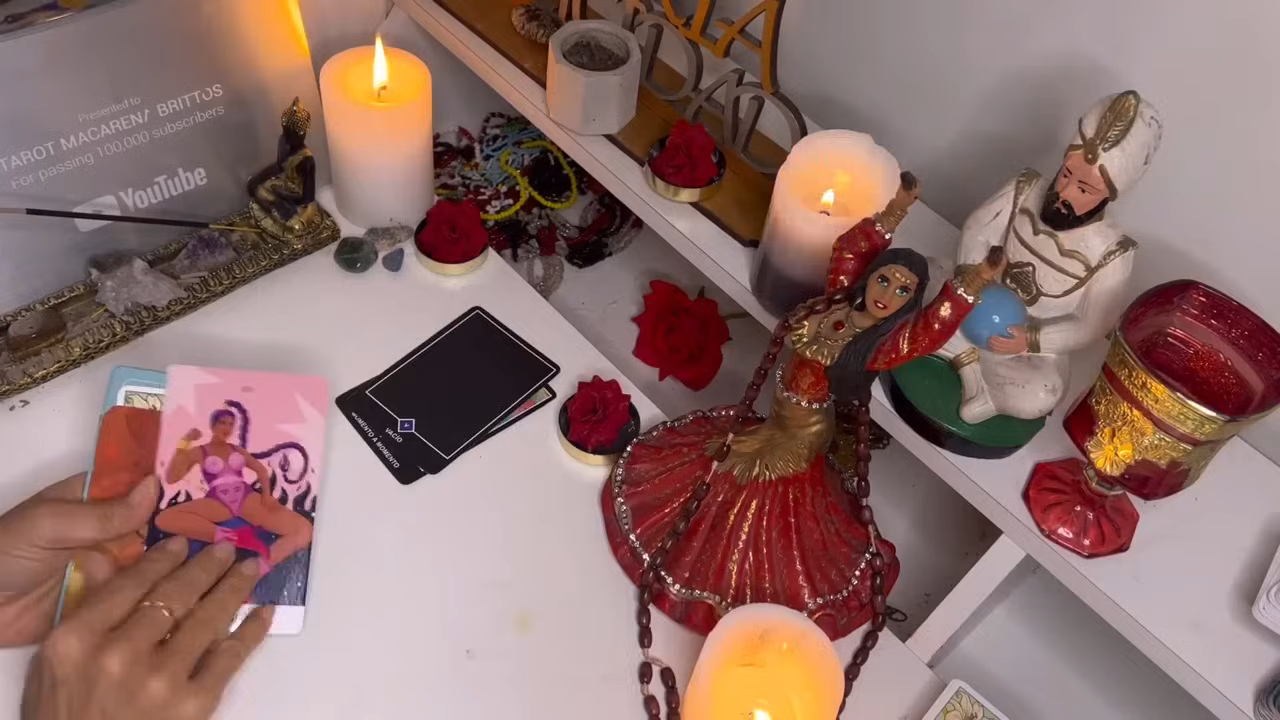 Presented to
TAROT MACARENA BRITTOS
For passing 100,000 subscribers
YouTube
VACIO
MOMENTO A MOMENTO